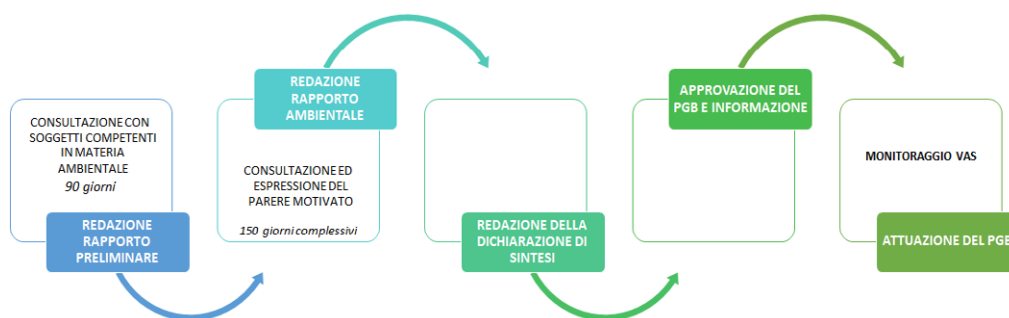 CONSULTAZIONE CON
SOGGETTI COMPETENTI
IN MATERIA
AMBIENTALE
90 giorni
REDAZIONE
RAPPORTO
PRELIMINARE
REDAZIONE
RAPPORTO
AMBIENTALE
CONSULTAZIONE ED
ESPRESSIONE DEL
PARERE MOTIVATO
150 giorni complessivi
REDAZIONE DELLA
DICHIARAZIONE DI
SINTESI
APPROVAZIONE DEL
PGB E INFORMAZIONE
MONITORAGGIO VAS
ATTUAZIONE DEL PGB